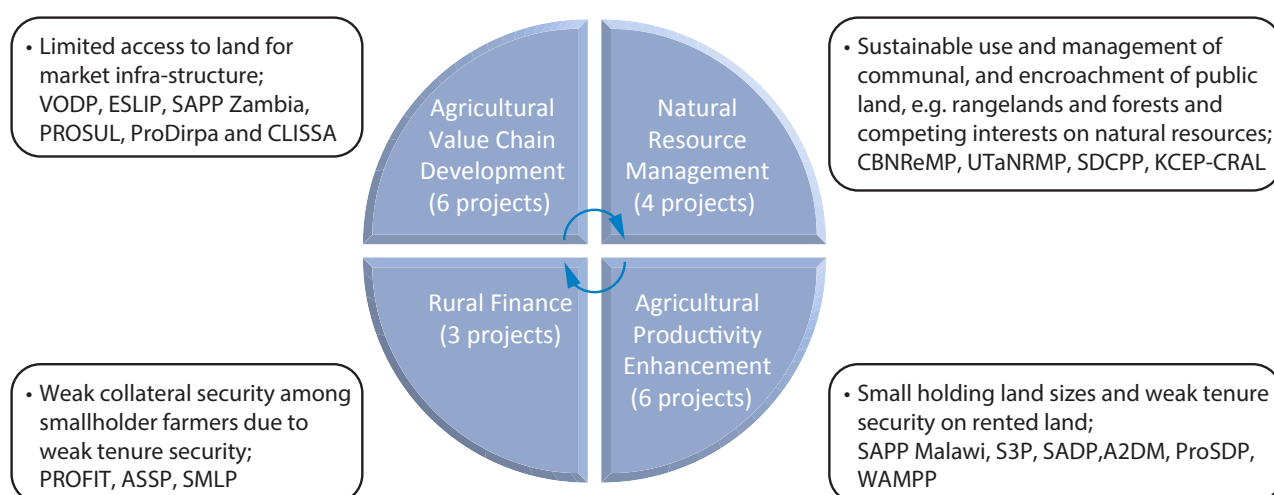 • Limited access to land for
market infra-structure;
VODP, ESLIP, SAPP Zambia,
PROSUL, ProDirpa and CLISSA
Agricultural
Value Chain
Development
(6 projects)
Natural
Resource
Management
(4 projects)
• Sustainable use and management of
communal, and encroachment of public
land, e.g. rangelands and forests and
competing interests on natural resources;
CBNReMP, UTaNRMP, SDCPP, KCEP-CRAL
Rural Finance
(3 projects)
Agricultural
Productivity
Enhancement
(6 projects)
• Weak collateral security among
smallholder farmers due to
weak tenure security;
PROFIT, ASSP, SMLP
• Small holding land sizes and weak tenure
security on rented land;
SAPP Malawi, S3P, SADP,A2DM, ProSDP,
WAMPP